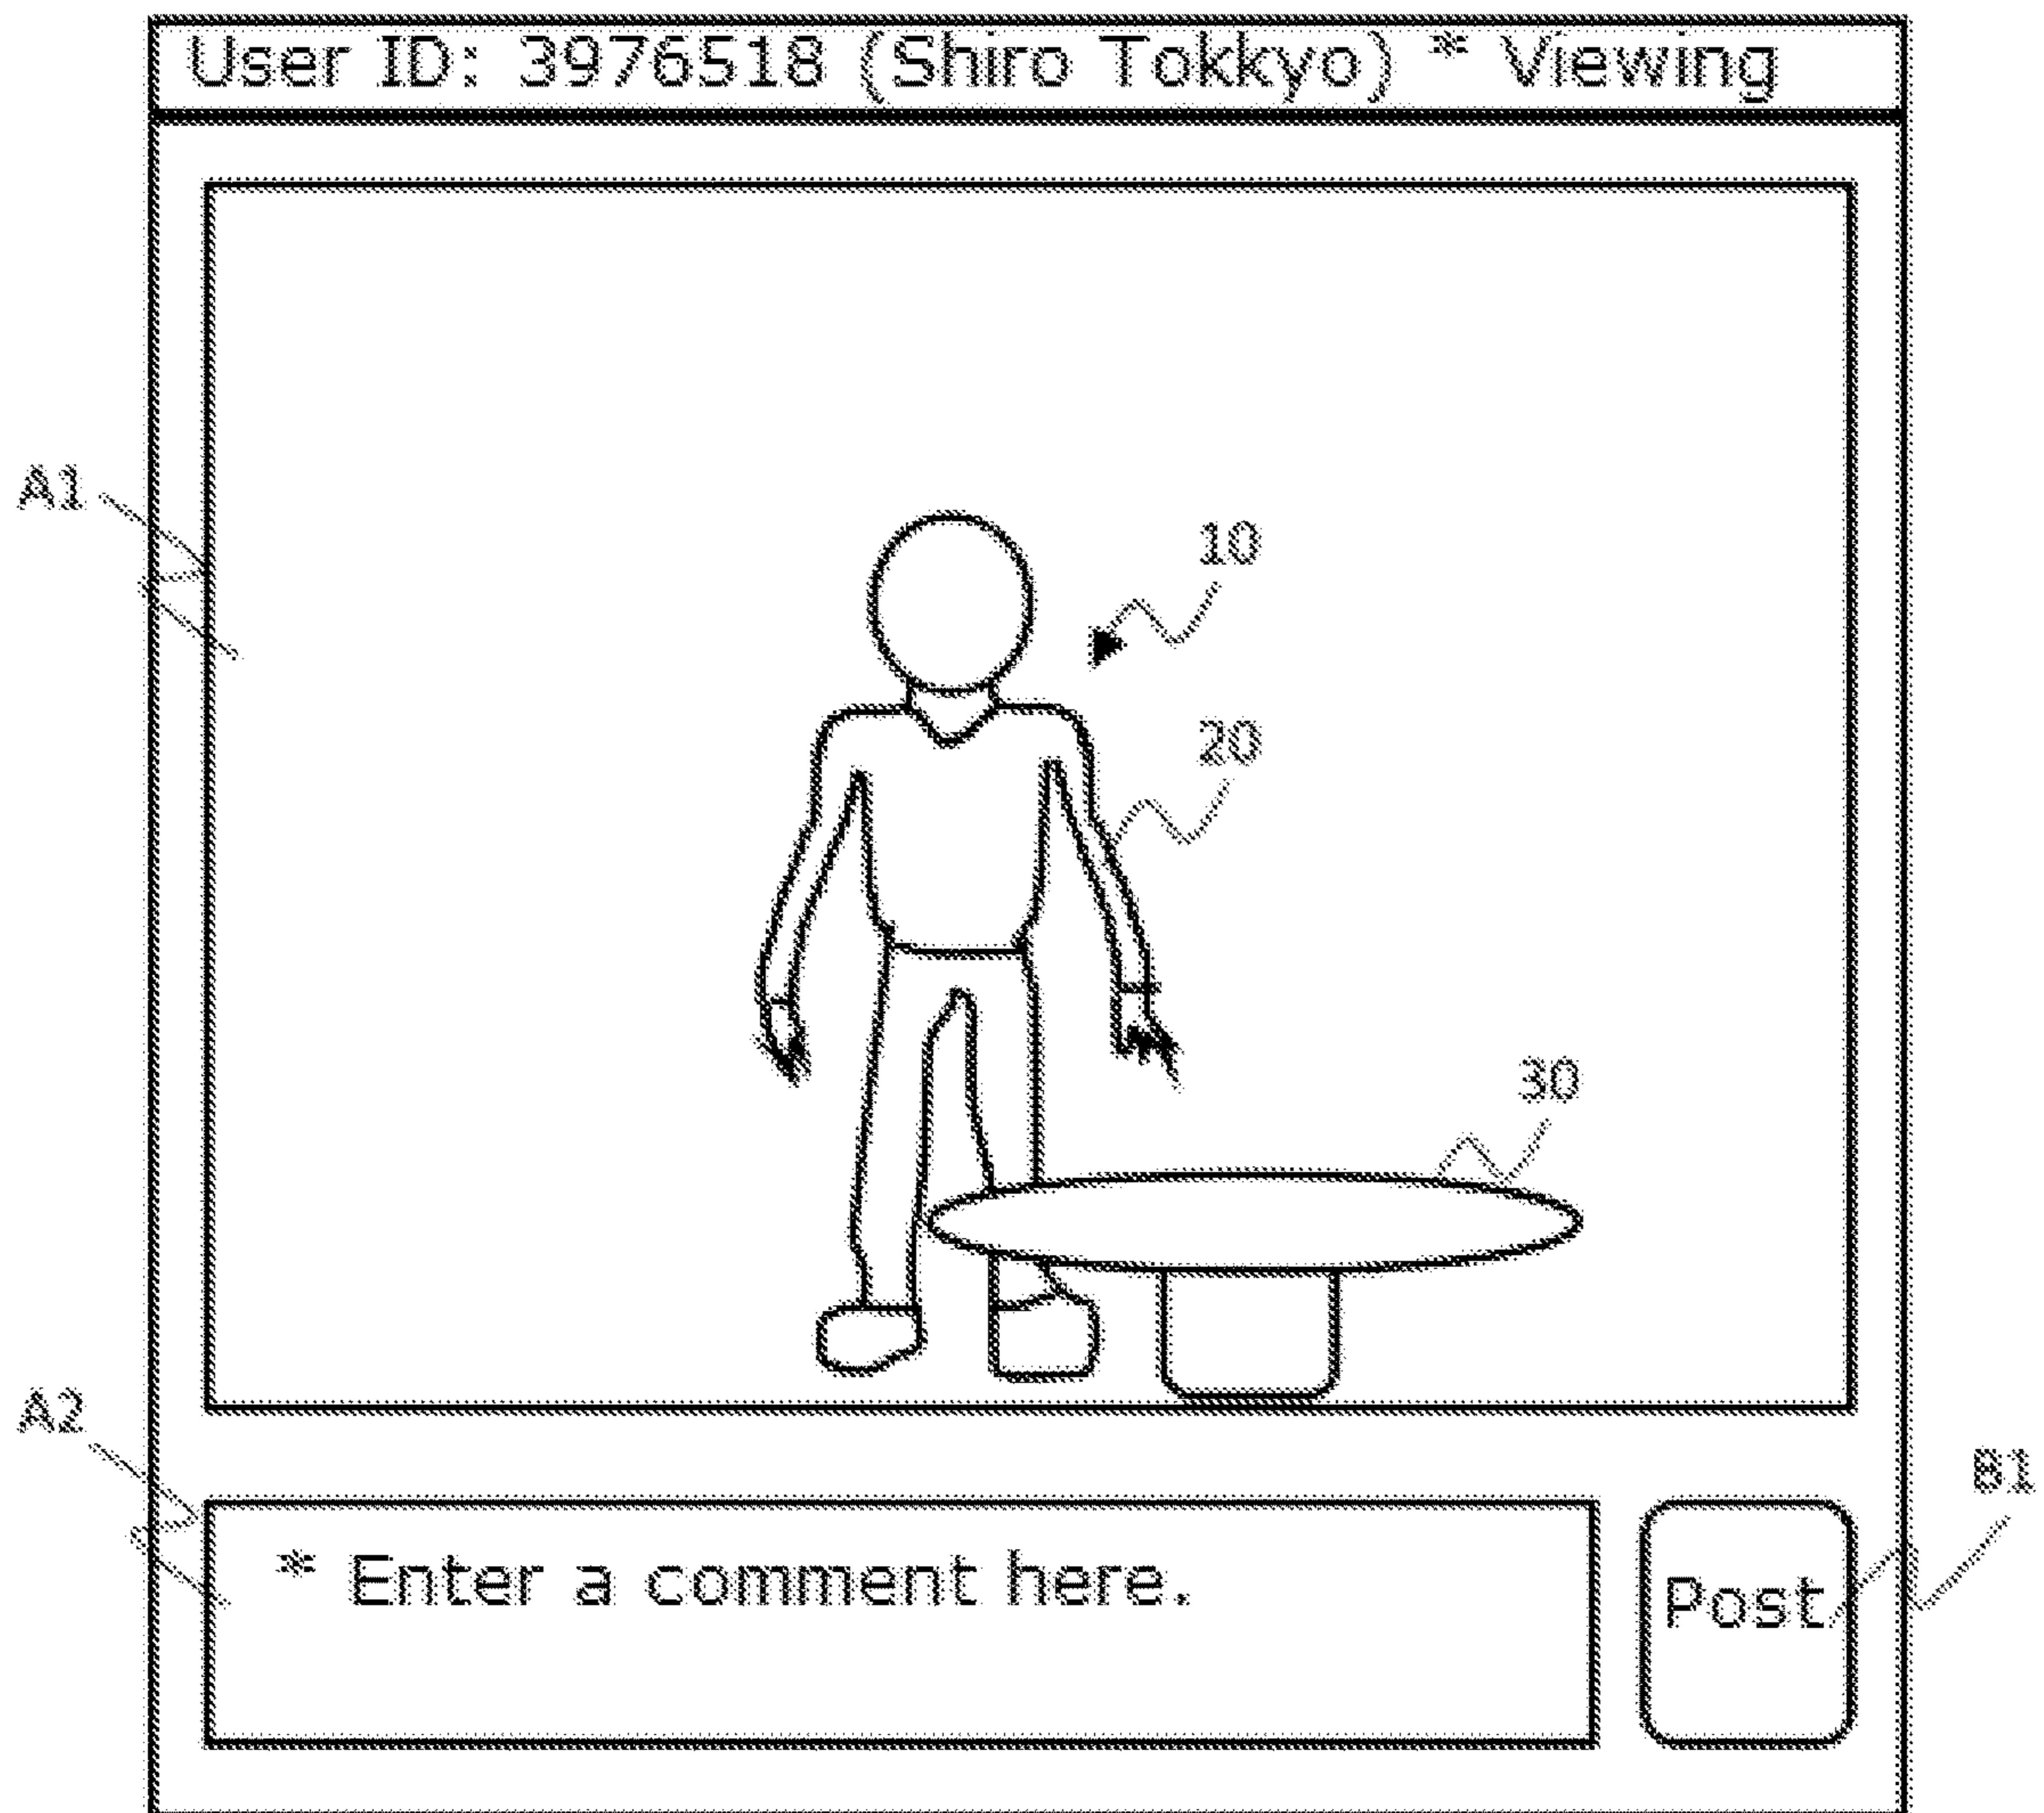 User ID: 3976518 (Shiro Tokkyo) * Viewing
A1
10
20
30
A2
B1
* Enter a comment here.
Post